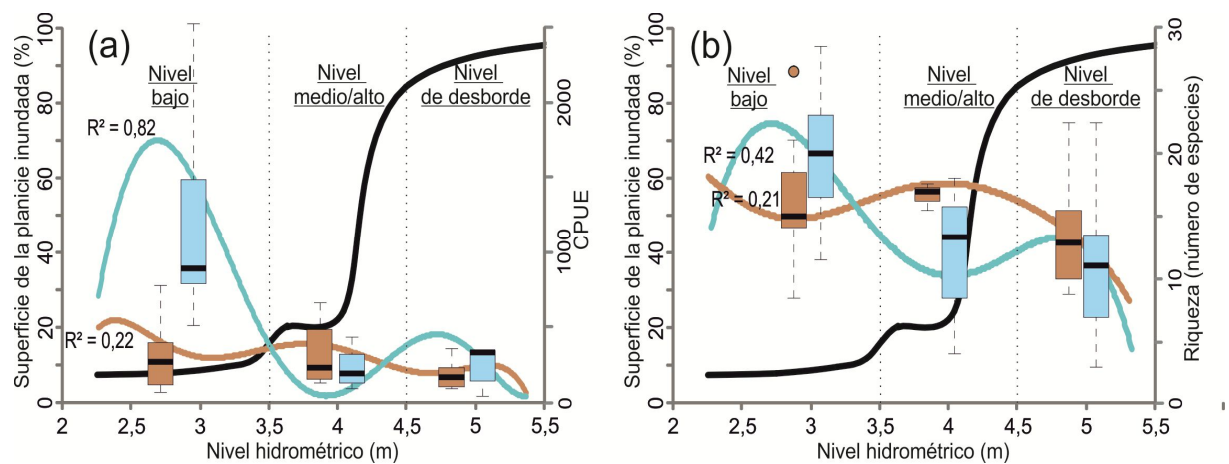 (a)
Superficie de la planicie inundada (%)
100
80
60
40
20
0
Nivel
bajo
Nivel
medio/alto
Nivel
de desborde
R² = 0,82
R² = 0,22
2000
1000
0
CPUE
2
2,5
3
3,5
4
4,5
5
5,5
Nivel hidrométrico (m)
(b)
Superficie de la planicie inundada (%)
100
80
60
40
20
0
Nivel
bajo
Nivel
medio/alto
Nivel
de desborde
R² = 0,42
R² = 0,21
30
20
10
0
Riqueza (número de especies)
2
2,5
3
3,5
4
4,5
5
5,5
Nivel hidrométrico (m)